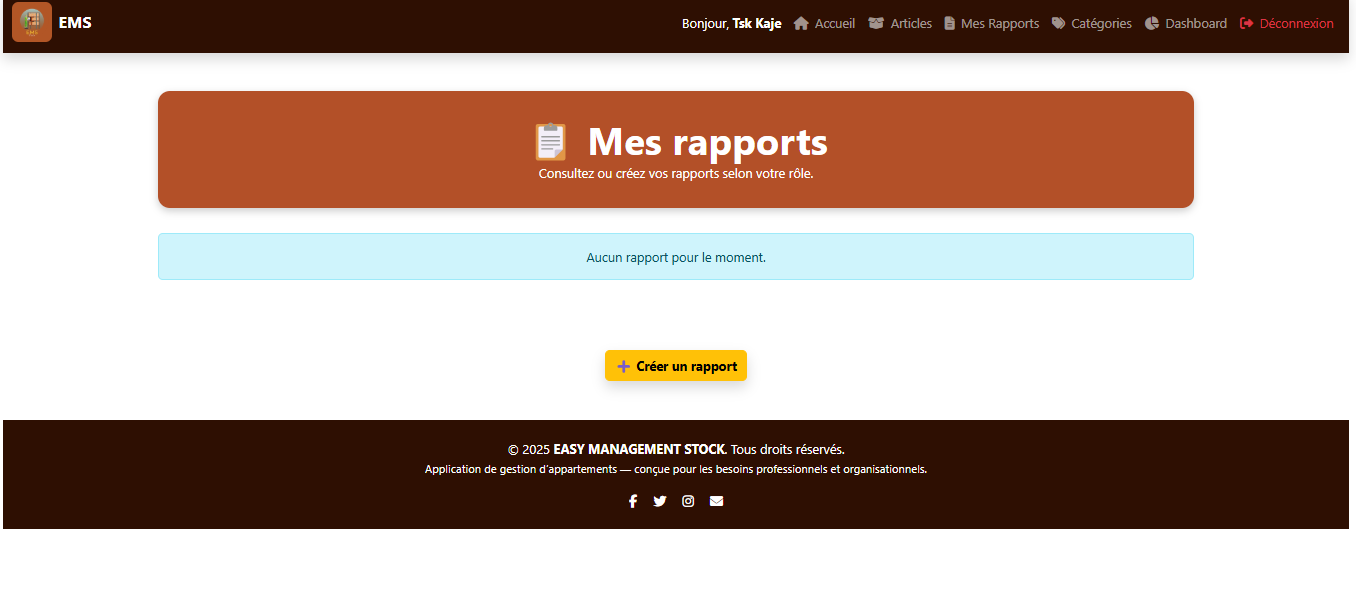 EMS
Bonjour, Tsk Kaje Accueil Articles Mes Rapports Catégories Dashboard Déconnexion
Mes rapports
Consultez ou créez vos rapports selon votre rôle.
Aucun rapport pour le moment.
Créer un rapport
© 2025 EASY MANAGEMENT STOCK. Tous droits réservés.
Application de gestion d'appartements — conçue pour les besoins professionnels et organisationnels.